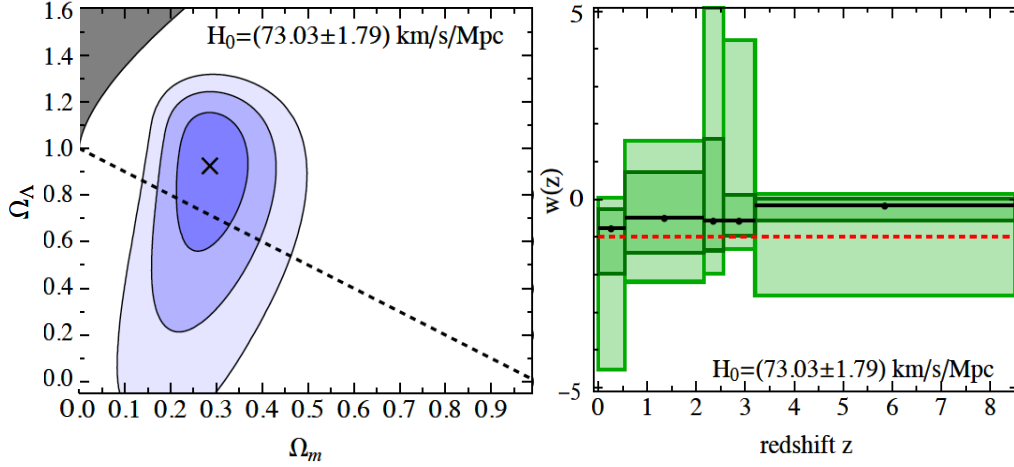 H₀=(73.03±1.79) km/s/Mpc
1.6
1.4
1.2
1.0
0.8
0.6
0.4
0.2
0.0
Ω_Λ
0.0 0.1 0.2 0.3 0.4 0.5 0.6 0.7 0.8 0.9
Ω_m
5
0
−5
w(z)
H₀=(73.03±1.79) km/s/Mpc
0 1 2 3 4 5 6 7 8
redshift z